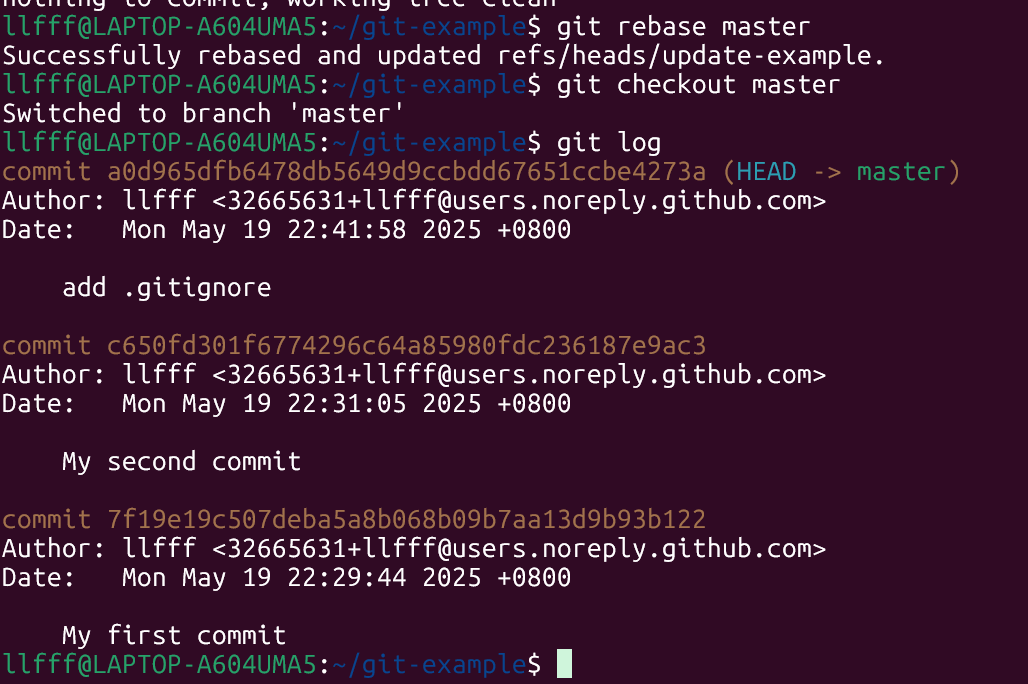 nothing to commit, working tree clean
llfff@LAPTOP-A604UMA5:~/git-example$ git rebase master
Successfully rebased and updated refs/heads/update-example.
llfff@LAPTOP-A604UMA5:~/git-example$ git checkout master
Switched to branch 'master'
llfff@LAPTOP-A604UMA5:~/git-example$ git log
commit a0d965dfb6478db5649d9ccbdd67651ccbe4273a (HEAD -> master)
Author: llfff <32665631+llfff@users.noreply.github.com>
Date:   Mon May 19 22:41:58 2025 +0800
add .gitignore
commit c650fd301f6774296c64a85980fdc236187e9ac3
Author: llfff <32665631+llfff@users.noreply.github.com>
Date:   Mon May 19 22:31:05 2025 +0800
My second commit
commit 7f19e19c507deba5a8b068b09b7aa13d9b93b122
Author: llfff <32665631+llfff@users.noreply.github.com>
Date:   Mon May 19 22:29:44 2025 +0800
My first commit
llfff@LAPTOP-A604UMA5:~/git-example$